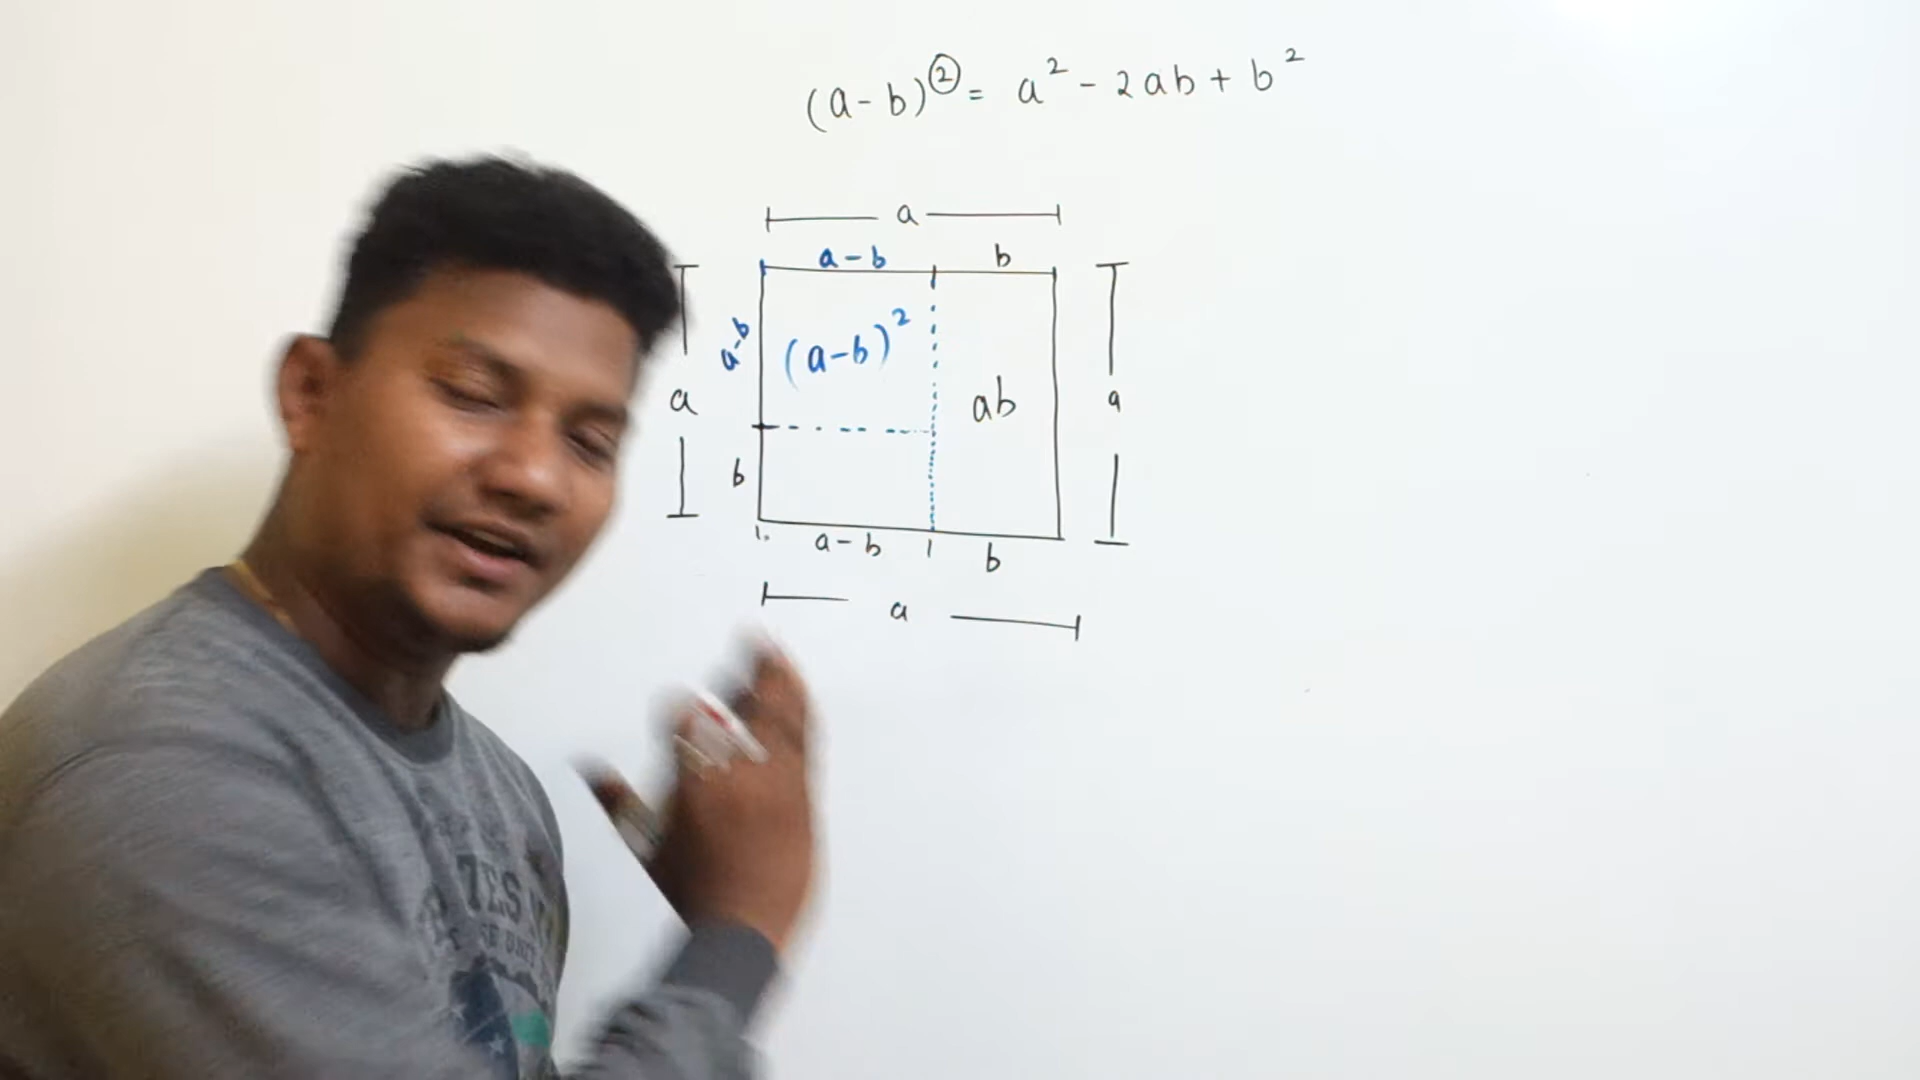 (a-b)² = a² - 2ab + b²
a
a-b b
a-b (a-b)²
a ab a
b
a-b b
a